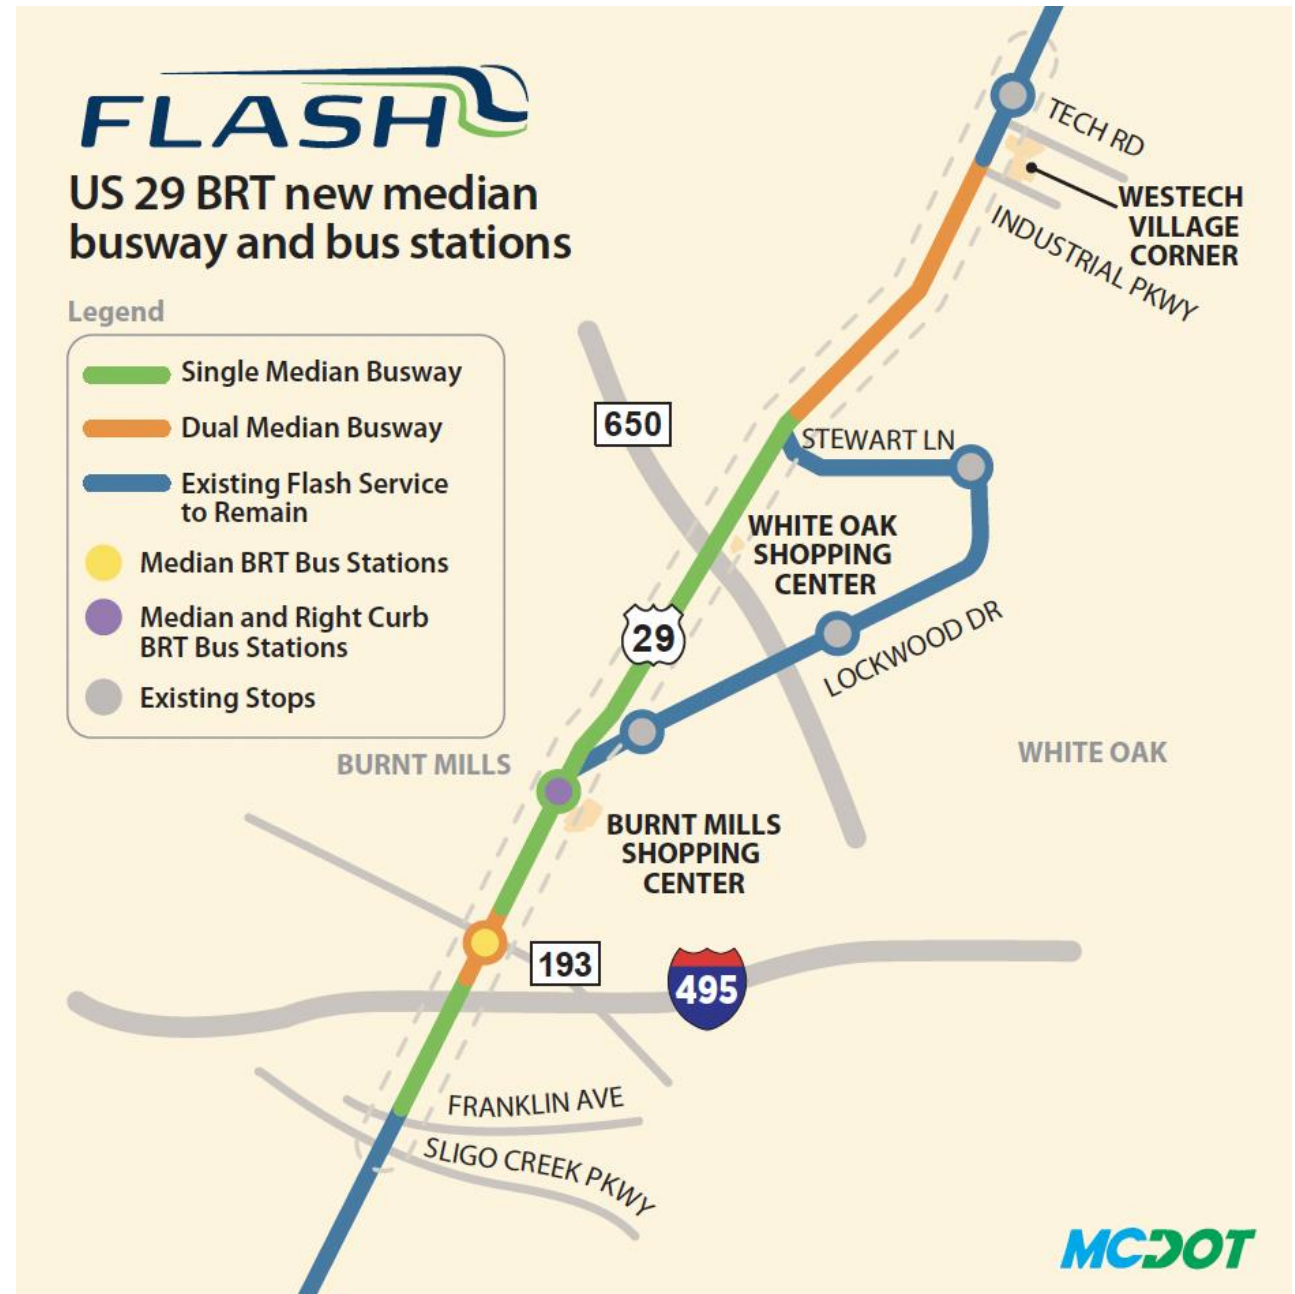 FLASH
US 29 BRT new median
busway and bus stations
Legend
Single Median Busway
Dual Median Busway
Existing Flash Service
to Remain
Median BRT Bus Stations
Median and Right Curb
BRT Bus Stations
Existing Stops
TECH RD
WESTECH
VILLAGE
CORNER
INDUSTRIAL PKWY
650
STEWART LN
WHITE OAK
SHOPPING
CENTER
29
LOCKWOOD DR
BURNT MILLS
WHITE OAK
BURNT MILLS
SHOPPING
CENTER
193
495
FRANKLIN AVE
SLIGO CREEK PKWY
MCDOT